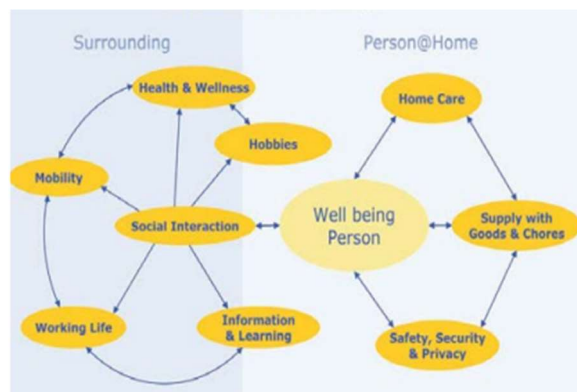 Surrounding
Person@Home
Health & Wellness
Home Care
Hobbies
Mobility
Well being
Person
Social Interaction
Supply with
Goods & Chores
Working Life
Information
& Learning
Safety, Security
& Privacy